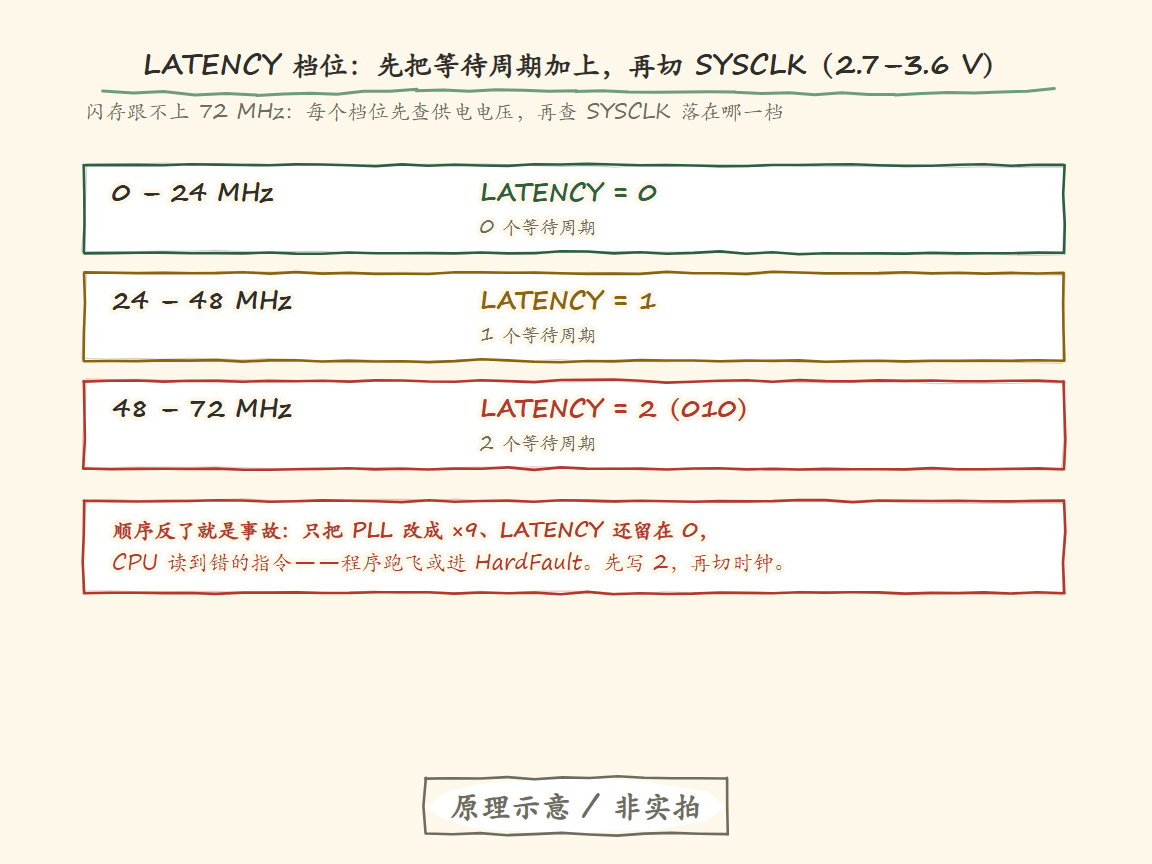 LATENCY 档位：先把等待周期加上，再切 SYSCLK（2.7–3.6 V）
闪存跟不上 72 MHz：每个档位先查供电电压，再查 SYSCLK 落在哪一档
0 – 24 MHz
LATENCY = 0
0 个等待周期
24 – 48 MHz
LATENCY = 1
1 个等待周期
48 – 72 MHz
LATENCY = 2（010）
2 个等待周期
顺序反了就是事故：只把 PLL 改成 ×9、LATENCY 还留在 0，
CPU 读到错的指令——程序跑飞或进 HardFault。先写 2，再切时钟。
原理示意 / 非实拍